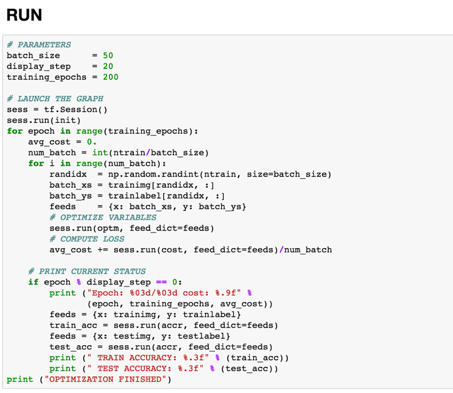 RUN
# PARAMETERS
batch_size      = 50
display_step    = 20
training_epochs = 200

# LAUNCH THE GRAPH
sess = tf.Session()
sess.run(init)
for epoch in range(training_epochs):
    avg_cost = 0.
    num_batch = int(ntrain/batch_size)
    for i in range(num_batch):
        randidx  = np.random.randint(ntrain, size=batch_size)
        batch_xs = trainimg[randidx, :]
        batch_ys = trainlabel[randidx, :]
        feeds    = {x: batch_xs, y: batch_ys}
        # OPTIMIZE VARIABLES
        sess.run(optm, feed_dict=feeds)
        # COMPUTE LOSS
        avg_cost += sess.run(cost, feed_dict=feeds)/num_batch

    # PRINT CURRENT STATUS
    if epoch % display_step == 0:
        print ("Epoch: %03d/%03d cost: %.9f" %
               (epoch, training_epochs, avg_cost))
        feeds = {x: trainimg, y: trainlabel}
        train_acc = sess.run(accr, feed_dict=feeds)
        feeds = {x: testimg, y: testlabel}
        test_acc = sess.run(accr, feed_dict=feeds)
        print (" TRAIN ACCURACY: %.3f" % (train_acc))
        print (" TEST ACCURACY: %.3f" % (test_acc))
print ("OPTIMIZATION FINISHED")